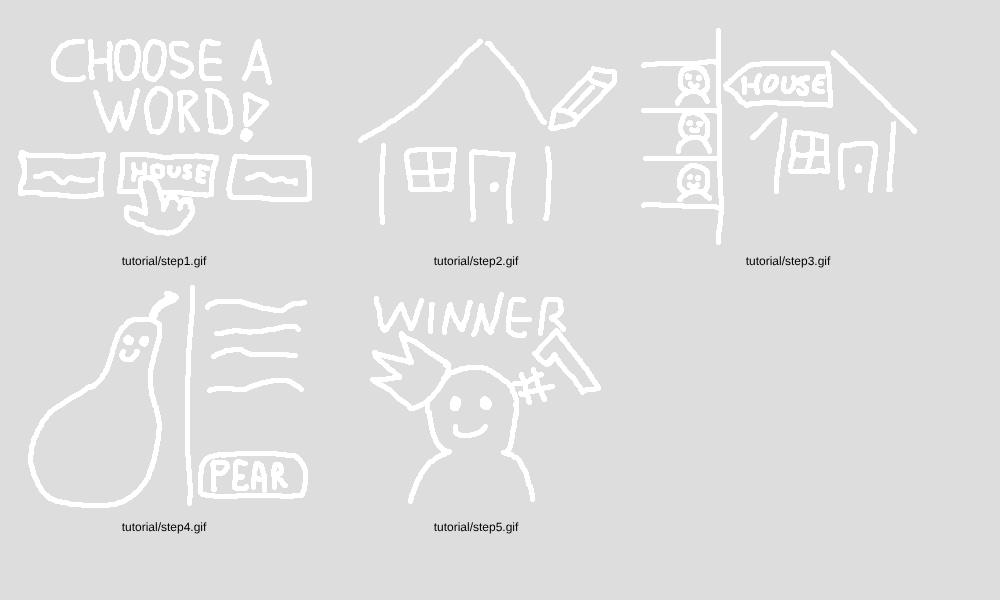 CHOOSE A
WORD!
HOUSE
tutorial/step1.gif
tutorial/step2.gif
HOUSE
tutorial/step3.gif
PEAR
tutorial/step4.gif
WINNER
#1
tutorial/step5.gif